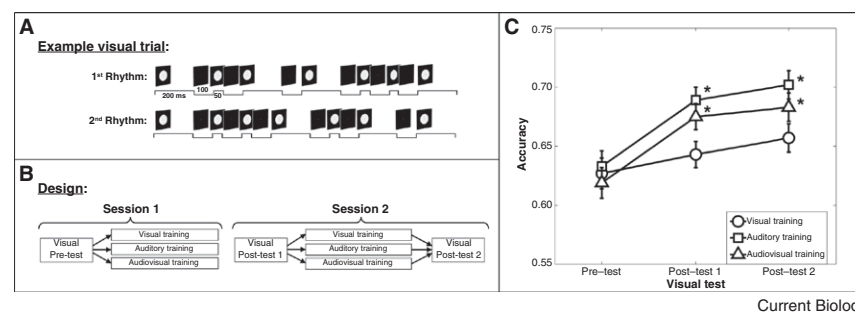 A
Example visual trial:
1st Rhythm:
200 ms
100
50
2nd Rhythm:
B
Design:
Session 1
Session 2
Visual
Pre-test
Visual training
Auditory training
Audiovisual training
Visual
Post-test 1
Visual training
Auditory training
Audiovisual training
Visual
Post-test 2
C
0.75
0.70
0.65
0.60
0.55
Accuracy
* *
* *
Visual training
Auditory training
Audiovisual training
Pre–test
Post–test 1
Post–test 2
Visual test
Current Biolo